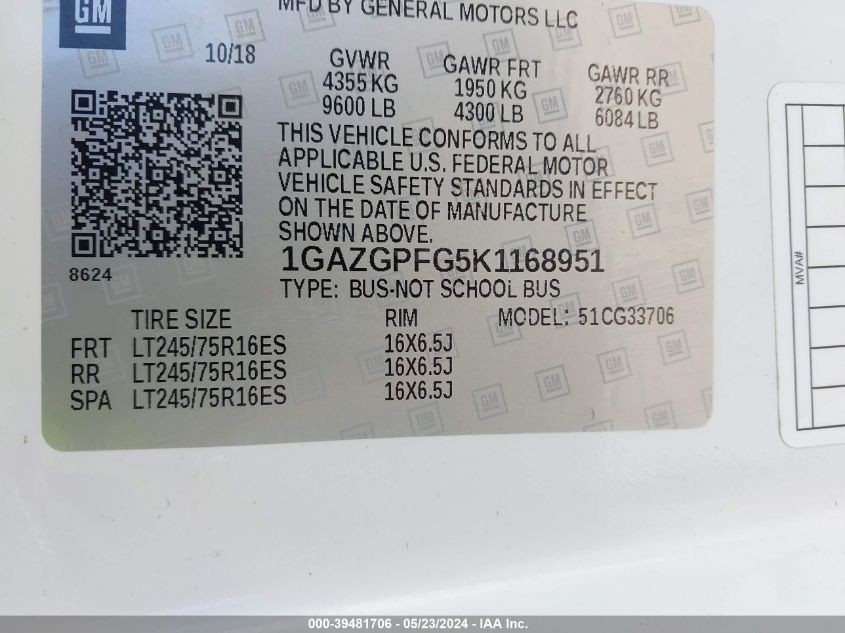 GM
MFD BY GENERAL MOTORS LLC
10/18
GVWR
4355 KG
9600 LB
GAWR FRT
1950 KG
4300 LB
GAWR RR
2760 KG
6084 LB
THIS VEHICLE CONFORMS TO ALL
APPLICABLE U.S. FEDERAL MOTOR
VEHICLE SAFETY STANDARDS IN EFFECT
ON THE DATE OF MANUFACTURE
SHOWN ABOVE.
8624
1GAZGPFG5K1168951
TYPE: BUS-NOT SCHOOL BUS
TIRE SIZE RIM MODEL: 51CG33706
FRT LT245/75R16ES 16X6.5J
RR LT245/75R16ES 16X6.5J
SPA LT245/75R16ES 16X6.5J
MVA#
000-39481706 - 05/23/2024 - IAA Inc.